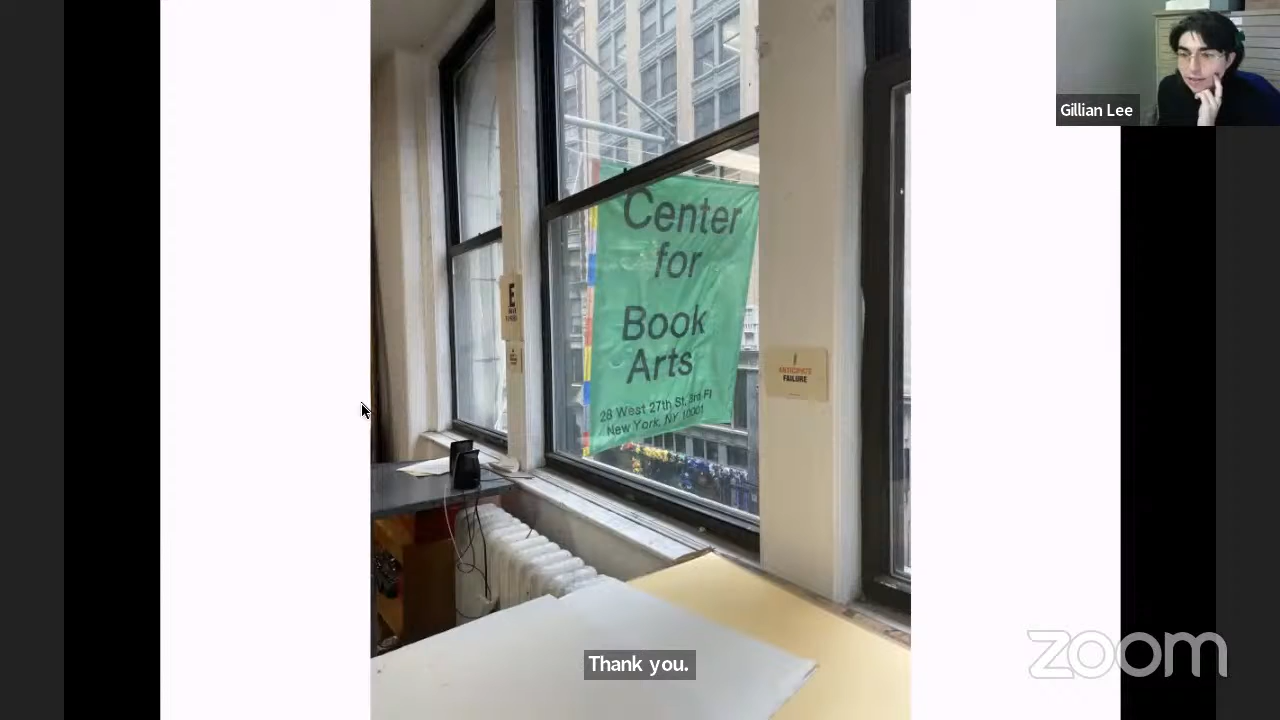 Gillian Lee
Center
for
Book
Arts
28 West 27th St, 3rd Fl
New York, NY 10001
E
ANTICIPATE
FAILURE
Thank you.
zoom